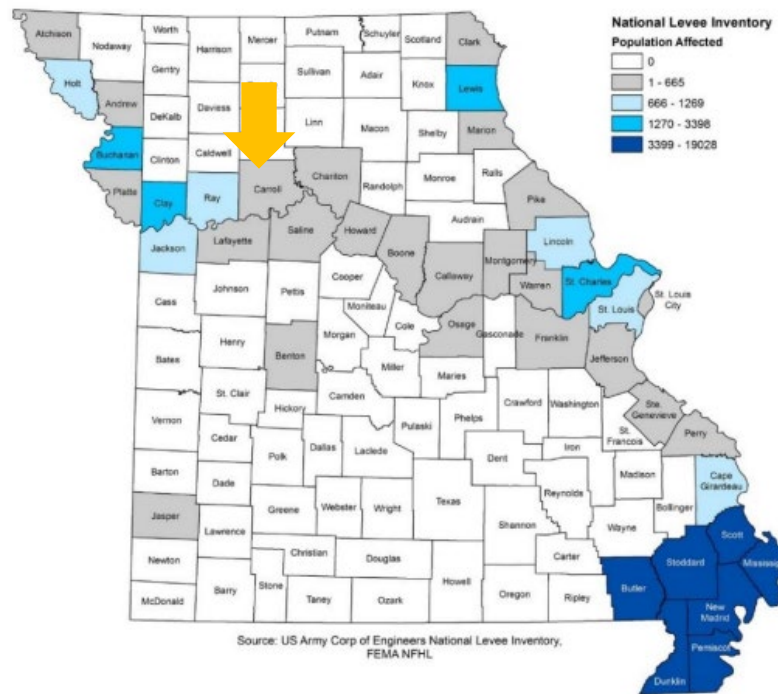 National Levee Inventory
Population Affected
0
1 - 665
666 - 1269
1270 - 3398
3399 - 19028
Atchison
Nodaway
Worth
Harrison
Mercer
Putnam
Schuyler
Scotland
Clark
Holt
Gentry
Sullivan
Adair
Knox
Lewis
Andrew
DeKalb
Daviess
Linn
Macon
Shelby
Marion
Buchanan
Clinton
Caldwell
Chariton
Randolph
Monroe
Ralls
Platte
Clay
Ray
Carroll
Audrain
Pike
Jackson
Lafayette
Saline
Howard
Boone
Callaway
Montgomery
Warren
Lincoln
St. Charles
St. Louis
St. Louis
City
Cass
Johnson
Pettis
Cooper
Moniteau
Cole
Osage
Gasconade
Franklin
Jefferson
Bates
Henry
Benton
Morgan
Miller
Maries
Vernon
St. Clair
Hickory
Camden
Pulaski
Phelps
Crawford
Washington
St.
Francois
Ste.
Genevieve
Perry
Barton
Cedar
Polk
Dallas
Laclede
Dent
Iron
Madison
Bollinger
Cape
Girardeau
Jasper
Dade
Greene
Webster
Wright
Texas
Shannon
Reynolds
Wayne
Scott
Newton
Lawrence
Christian
Douglas
Howell
Carter
Butler
Stoddard
McDonald
Barry
Stone
Taney
Ozark
Oregon
Ripley
New
Madrid
Pemiscot
Dunklin
Source: US Army Corp of Engineers National Levee Inventory,
FEMA NFHL